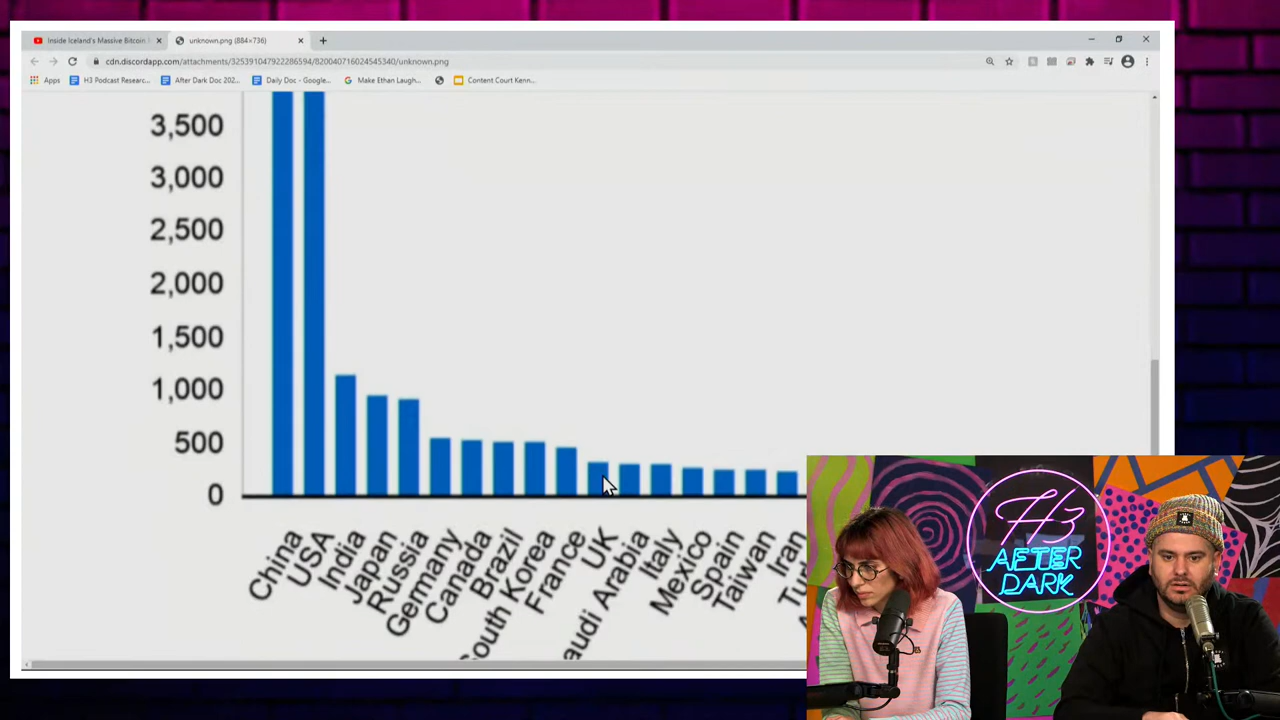 Inside Iceland's Massive Bitcoin
unknown.png (884×736)
cdn.discordapp.com/attachments/325391047922286594/820040716024545340/unknown.png
Apps
H3 Podcast Researc...
After Dark Doc 202...
Daily Doc - Google...
Make Ethan Laugh...
Content Court Kenn...
3,500
3,000
2,500
2,000
1,500
1,000
500
0
China
USA
India
Japan
Russia
Germany
Canada
Brazil
South Korea
France
UK
audi Arabia
Italy
Mexico
Spain
Taiwan
Iran
Tur
H3
AFTER
DARK